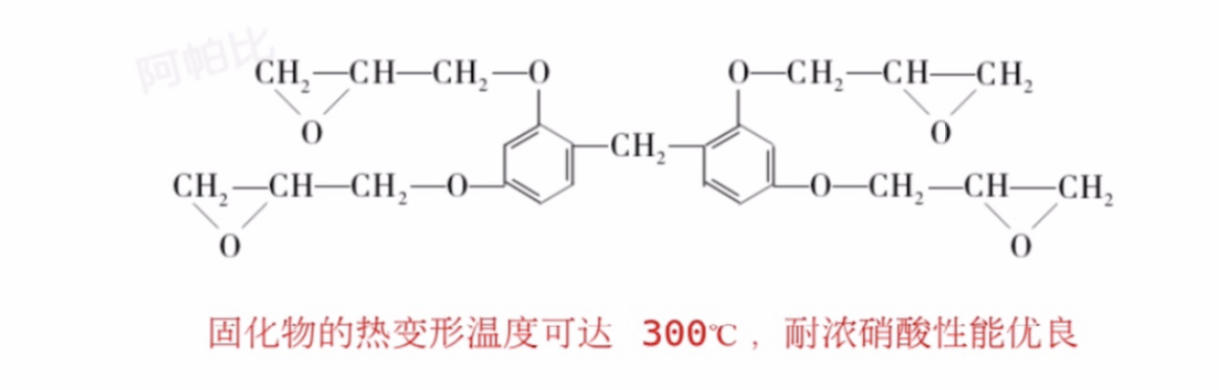 阿帕比
CH₂—CH—CH₂—O O—CH₂—CH—CH₂
O O
CH₂
CH₂—CH—CH₂—O O—CH₂—CH—CH₂
O O
固化物的热变形温度可达 300℃，耐浓硝酸性能优良